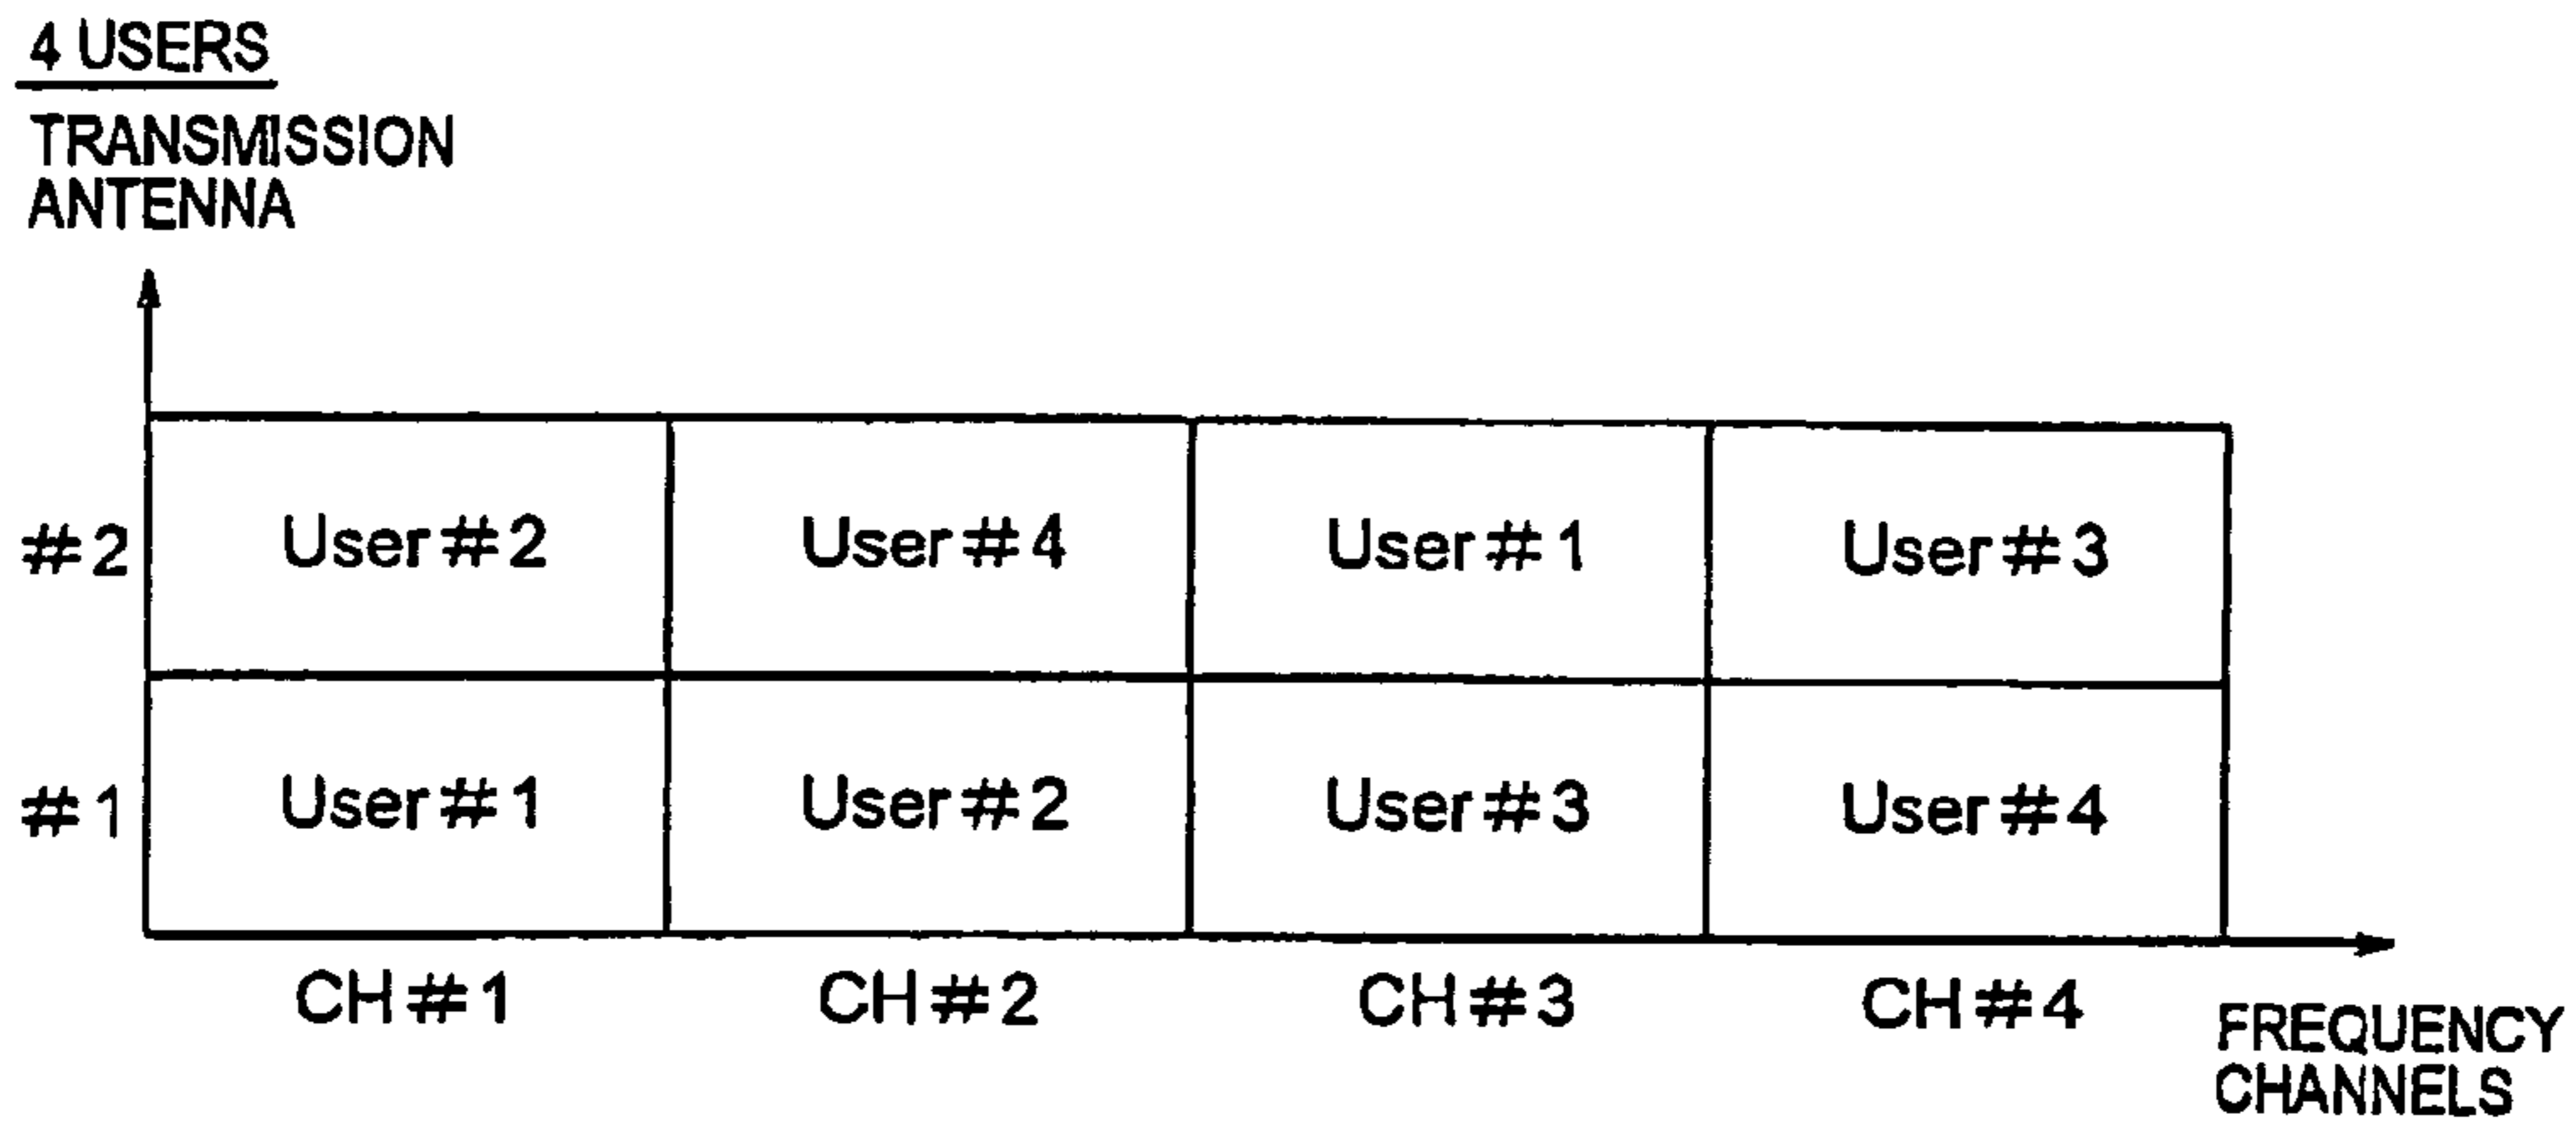 4 USERS
TRANSMISSION
ANTENNA
#2
User #2
User #4
User #1
User #3
#1
User #1
User #2
User #3
User #4
CH #1
CH #2
CH #3
CH #4
FREQUENCY
CHANNELS